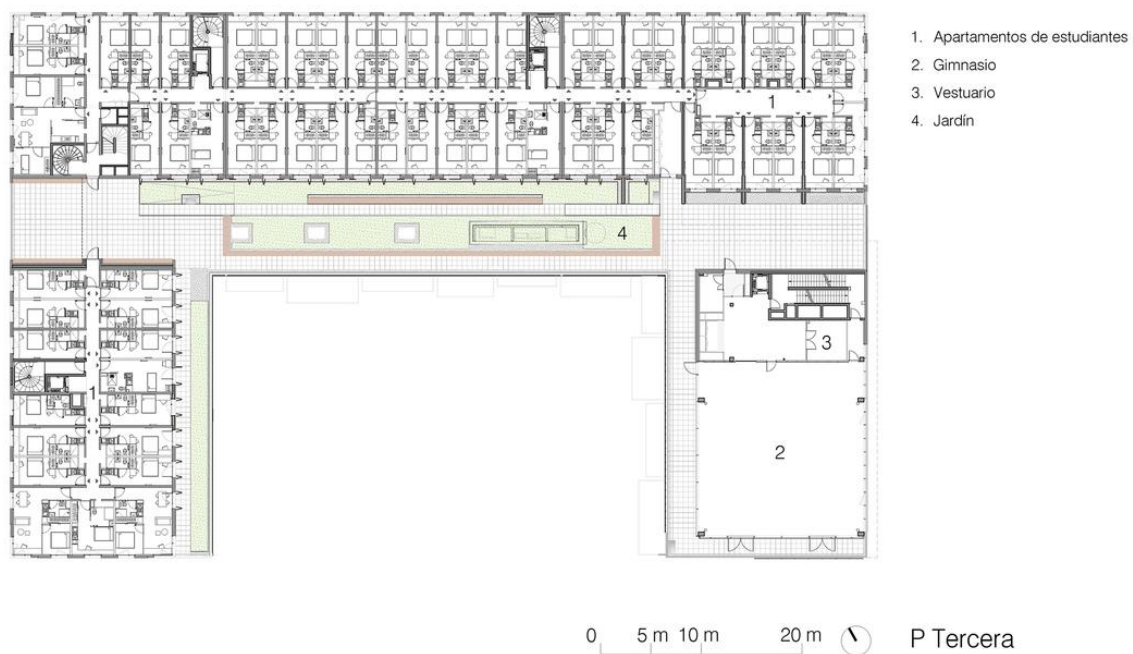 1. Apartamentos de estudiantes
2. Gimnasio
3. Vestuario
4. Jardín
1
4
3
1
2
0 5 m 10 m 20 m
P Tercera